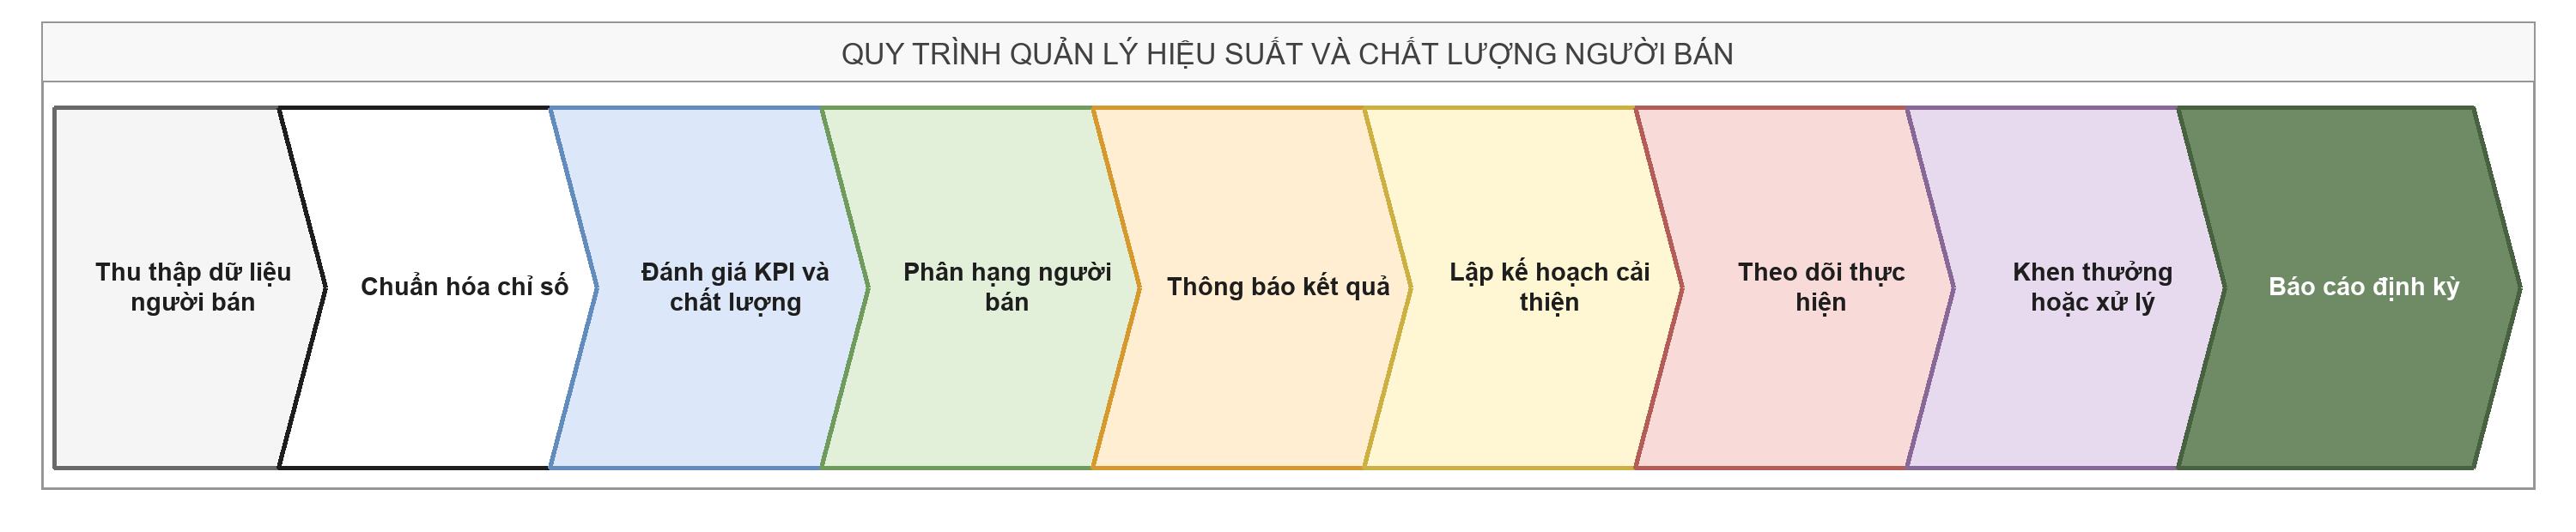 QUY TRÌNH QUẢN LÝ HIỆU SUẤT VÀ CHẤT LƯỢNG NGƯỜI BÁN
Thu thập dữ liệu
người bán
Chuẩn hóa chỉ số
Đánh giá KPI và
chất lượng
Phân hạng người
bán
Thông báo kết quả
Lập kế hoạch cải
thiện
Theo dõi thực
hiện
Khen thưởng
hoặc xử lý
Báo cáo định kỳ